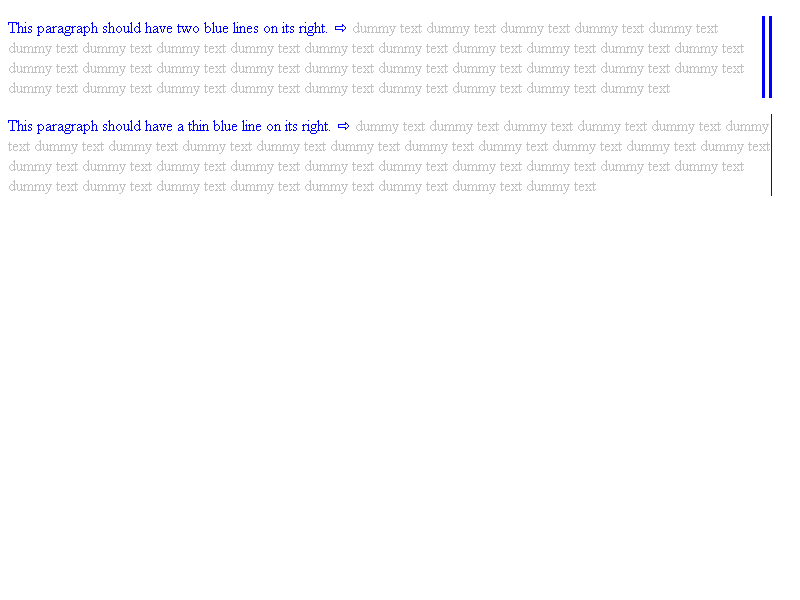 This paragraph should have two blue lines on its right. ⇨ dummy text dummy text dummy text dummy text dummy text
dummy text dummy text dummy text dummy text dummy text dummy text dummy text dummy text dummy text dummy text
dummy text dummy text dummy text dummy text dummy text dummy text dummy text dummy text dummy text dummy text
dummy text dummy text dummy text dummy text dummy text dummy text dummy text dummy text dummy text
This paragraph should have a thin blue line on its right. ⇨ dummy text dummy text dummy text dummy text dummy text dummy
text dummy text dummy text dummy text dummy text dummy text dummy text dummy text dummy text dummy text dummy text
dummy text dummy text dummy text dummy text dummy text dummy text dummy text dummy text dummy text dummy text
dummy text dummy text dummy text dummy text dummy text dummy text dummy text dummy text